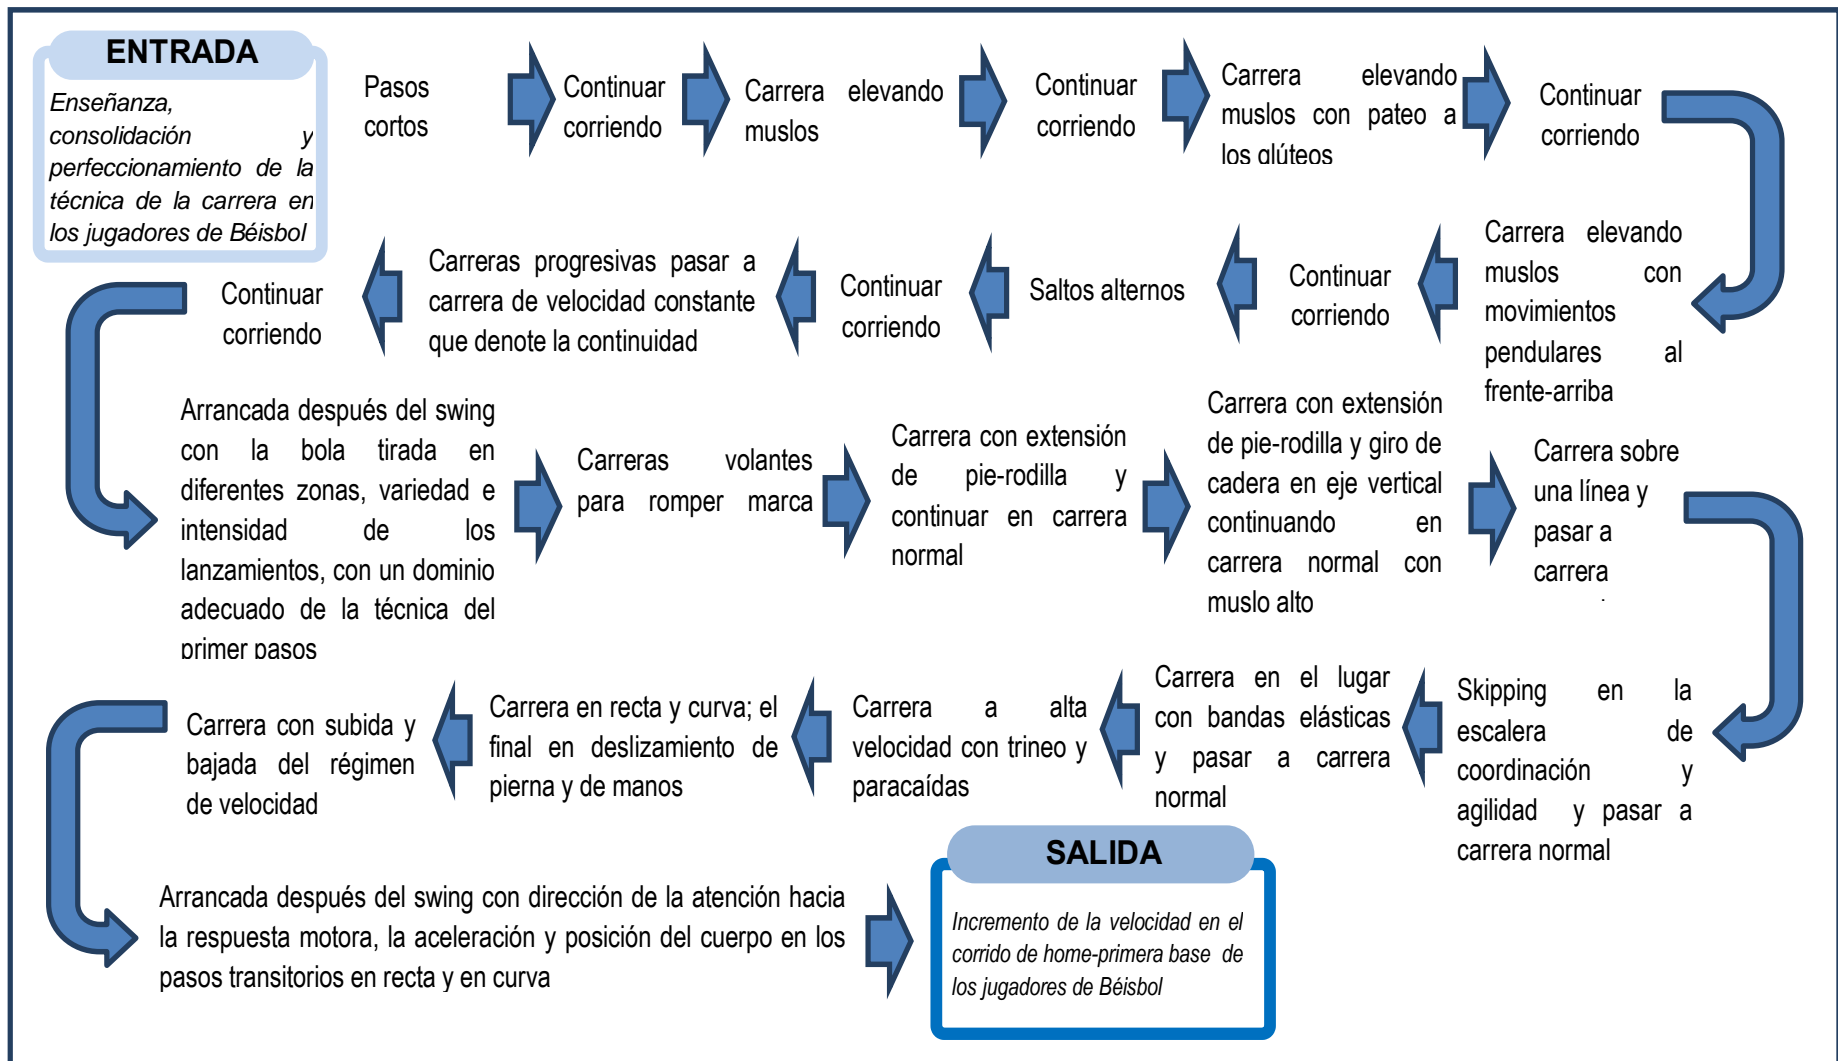 ENTRADA
Enseñanza,
consolidación y
perfeccionamiento de la
técnica de la carrera en
los jugadores de Béisbol
Pasos
cortos
Continuar
corriendo
Carrera elevando
muslos
Continuar
corriendo
Carrera elevando
muslos con pateo a
los glúteos
Continuar
corriendo
Carrera elevando
muslos con
movimientos
pendulares al
frente-arriba
Continuar
corriendo
Saltos alternos
Continuar
corriendo
Carreras progresivas pasar a
carrera de velocidad constante
que denote la continuidad
Continuar
corriendo
Arrancada después del swing
con la bola tirada en
diferentes zonas, variedad e
intensidad de los
lanzamientos, con un dominio
adecuado de la técnica del
primer pasos
Carreras volantes
para romper marca
Carrera con extensión
de pie-rodilla y
continuar en carrera
normal
Carrera con extensión
de pie-rodilla y giro de
cadera en eje vertical
continuando en
carrera normal con
muslo alto
Carrera sobre
una línea y
pasar a
carrera
Skipping en la
escalera de
coordinación y
agilidad y pasar a
carrera normal
Carrera en el lugar
con bandas elásticas
y pasar a carrera
normal
Carrera a alta
velocidad con trineo y
paracaídas
Carrera en recta y curva; el
final en deslizamiento de
pierna y de manos
Carrera con subida y
bajada del régimen
de velocidad
Arrancada después del swing con dirección de la atención hacia
la respuesta motora, la aceleración y posición del cuerpo en los
pasos transitorios en recta y en curva
SALIDA
Incremento de la velocidad en el
corrido de home-primera base de
los jugadores de Béisbol